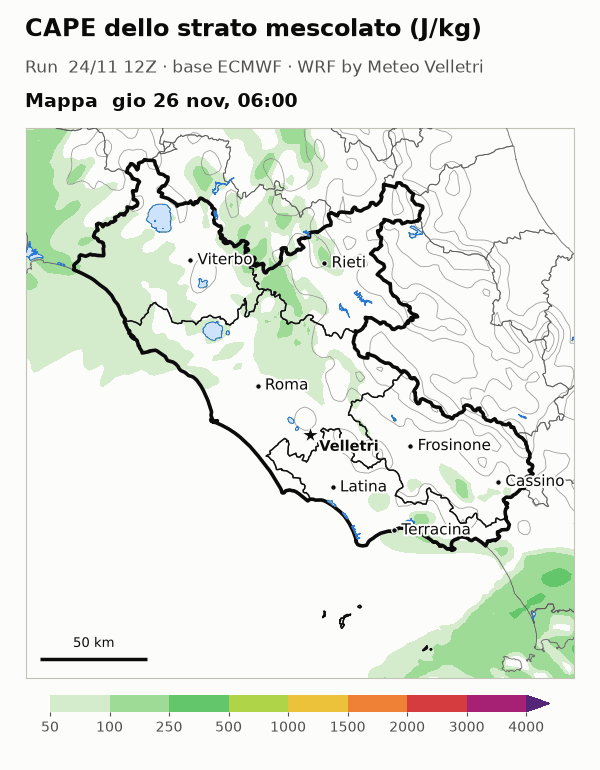 CAPE dello strato mescolato (J/kg)
Run  24/11 12Z · base ECMWF · WRF by Meteo Velletri
Mappa  gio 26 nov, 06:00
Viterbo
Rieti
Roma
Velletri
Frosinone
Latina
Cassino
Terracina
50 km
50 100 250 500 1000 1500 2000 3000 4000